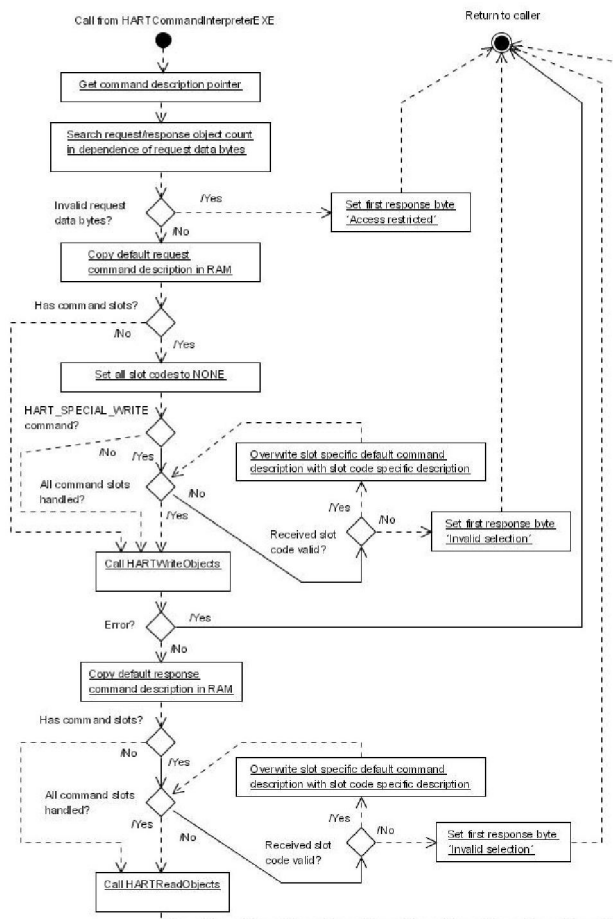 Call from HARTCommandInterpreterEXE
Return to caller
Get command description pointer
Search request/response object count
in dependence of request data bytes
Invalid request
data bytes?
/Yes
Set first response byte
'Access restricted'
/No
Copy default request
command description in RAM
Has command slots?
/No
/Yes
Set all slot codes to NONE
HART_SPECIAL_WRITE
command?
/No
/Yes
Overwrite slot specific default command
description with slot code specific description
All command slots
handled?
/No
/Yes
/Yes
/No
Received slot
code valid?
Set first response byte
'Invalid selection'
Call HARTWriteObjects
Error?
/Yes
/No
Copy default response
command description in RAM
Has command slots?
/No
/Yes
Overwrite slot specific default command
description with slot code specific description
All command slots
handled?
/Yes
/No
/Yes
/No
Received slot
code valid?
Set first response byte
'Invalid selection'
Call HARTReadObjects